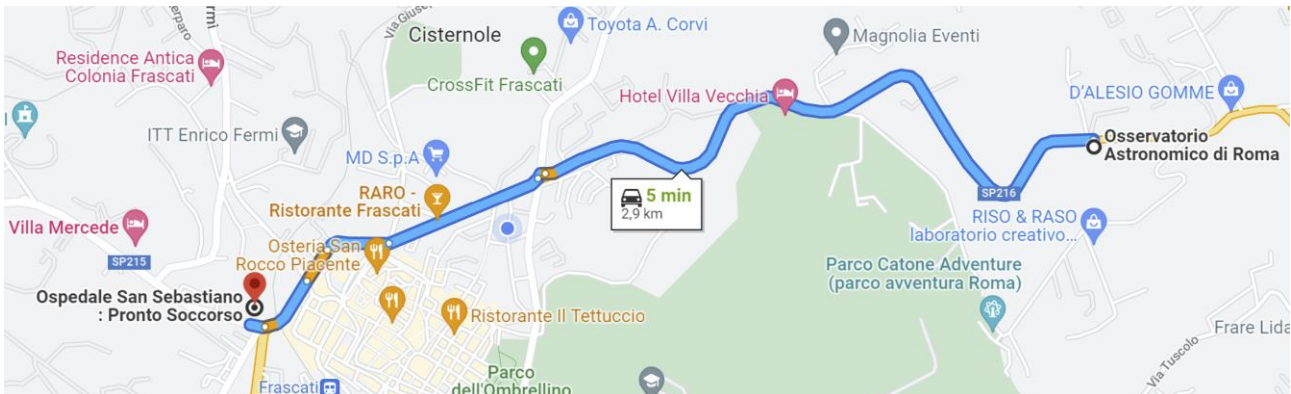 Residence Antica
Colonia Frascati
Cisternole
Via Giuse
CrossFit Frascati
Toyota A. Corvi
Magnolia Eventi
Hotel Villa Vecchia
D'ALESIO GOMME
ITT Enrico Fermi
MD S.p.A
Osservatorio
Astronomico di Roma
RARO -
Ristorante Frascati
5 min
2,9 km
SP216
Villa Mercede
SP215
Osteria San
Rocco Piacente
RISO & RASO
laboratorio creativo...
Parco Catone Adventure
(parco avventura Roma)
Ospedale San Sebastiano
: Pronto Soccorso
Ristorante Il Tettuccio
Frare Lida
Via Tuscolo
Frascati
Parco
dell'Ombrellino